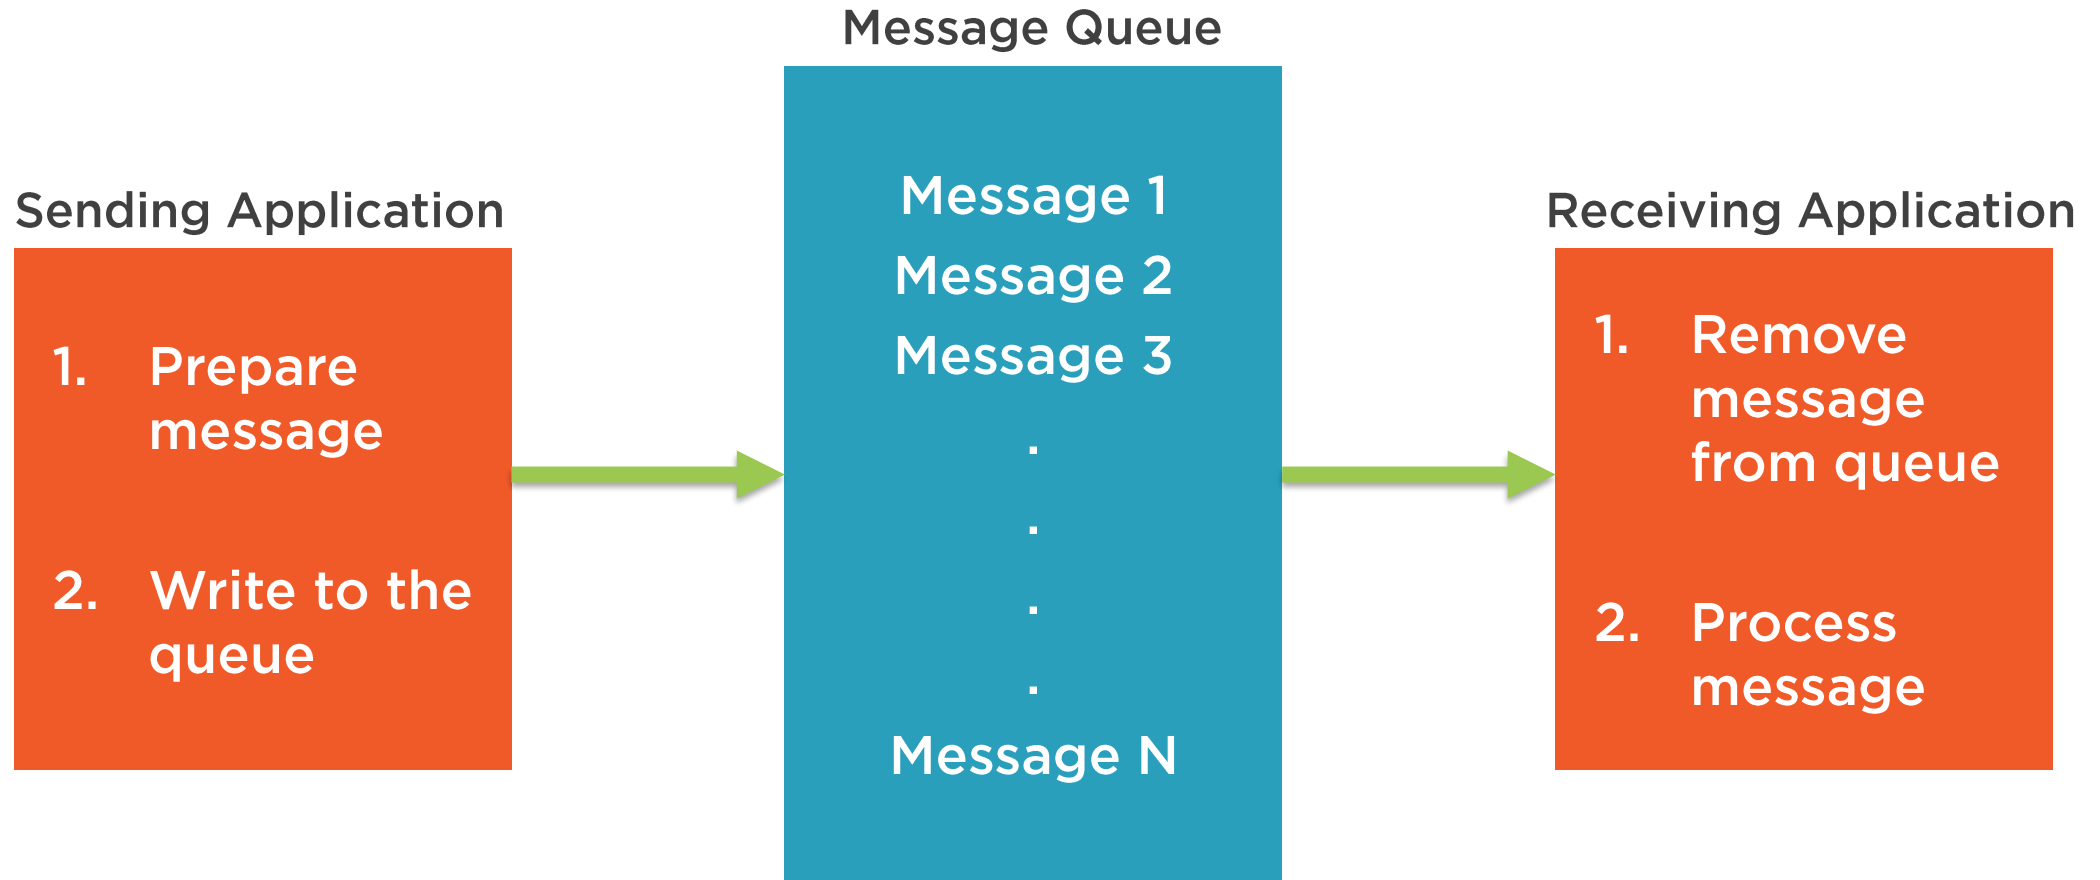 Message Queue
Sending Application
1. Prepare
message
2. Write to the
queue
Message 1
Message 2
Message 3
.
.
.
.
Message N
Receiving Application
1. Remove
message
from queue
2. Process
message